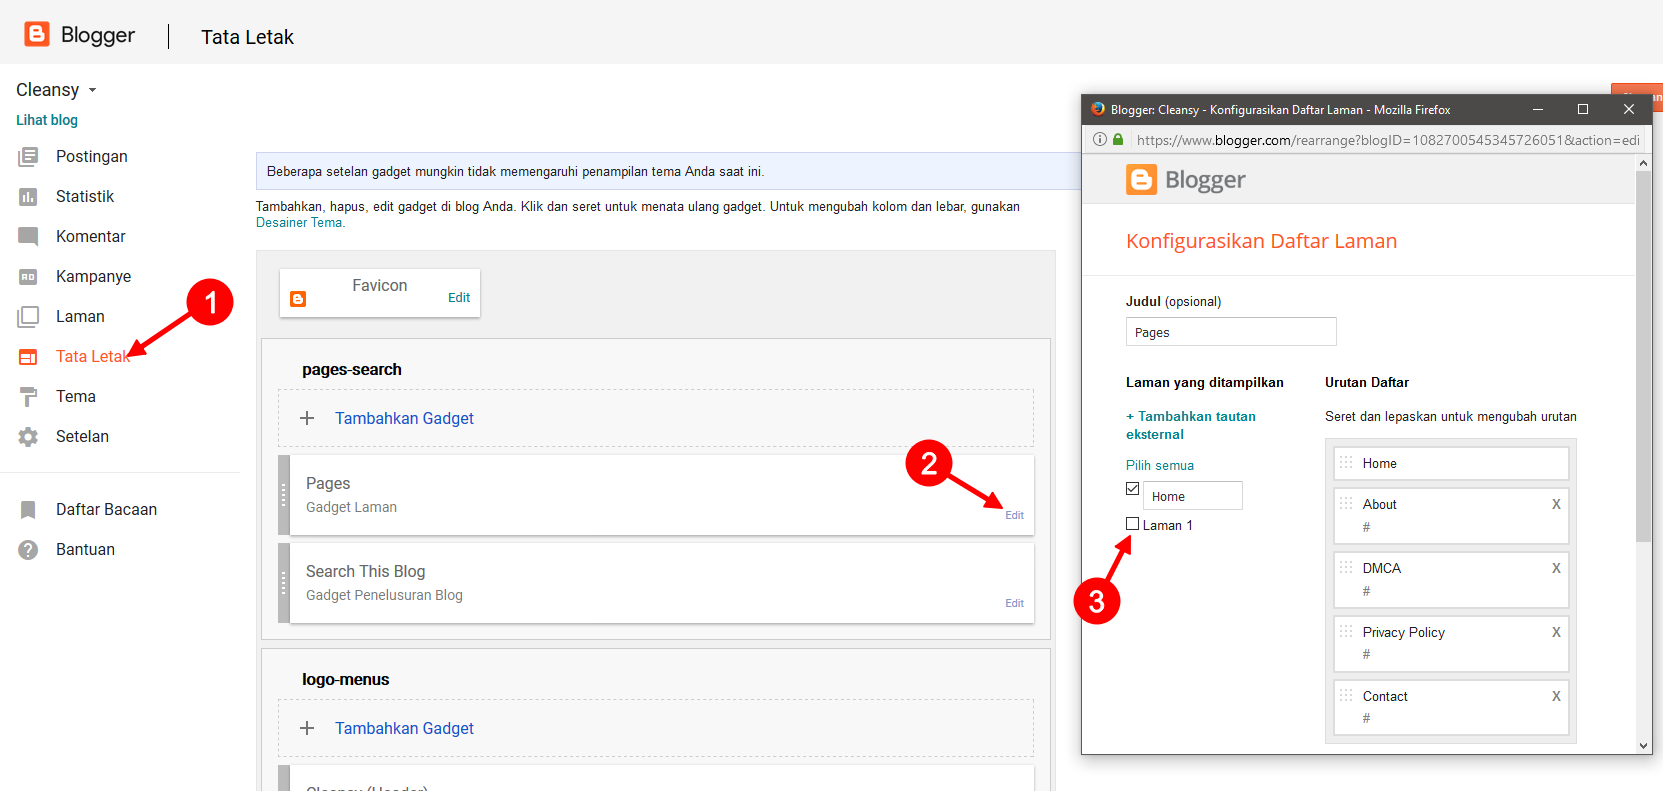 Blogger
Tata Letak
Cleansy
Lihat blog
Postingan
Statistik
Komentar
Kampanye
Laman
Tata Letak
Tema
Setelan
Daftar Bacaan
Bantuan
1
Beberapa setelan gadget mungkin tidak memengaruhi penampilan tema Anda saat ini.
Tambahkan, hapus, edit gadget di blog Anda. Klik dan seret untuk menata ulang gadget. Untuk mengubah kolom dan lebar, gunakan
Desainer Tema.
Favicon
Edit
pages-search
Tambahkan Gadget
Pages
Gadget Laman
Edit
2
Search This Blog
Gadget Penelusuran Blog
Edit
logo-menus
Tambahkan Gadget
Cleansy (Header)
Blogger: Cleansy - Konfigurasikan Daftar Laman - Mozilla Firefox
https://www.blogger.com/rearrange?blogID=1082700545345726051&action=edi
Blogger
Konfigurasikan Daftar Laman
Judul (opsional)
Pages
Laman yang ditampilkan
+ Tambahkan tautan
eksternal
Pilih semua
Home
Laman 1
3
Urutan Daftar
Seret dan lepaskan untuk mengubah urutan
Home
About X
#
DMCA X
#
Privacy Policy X
#
Contact X
#